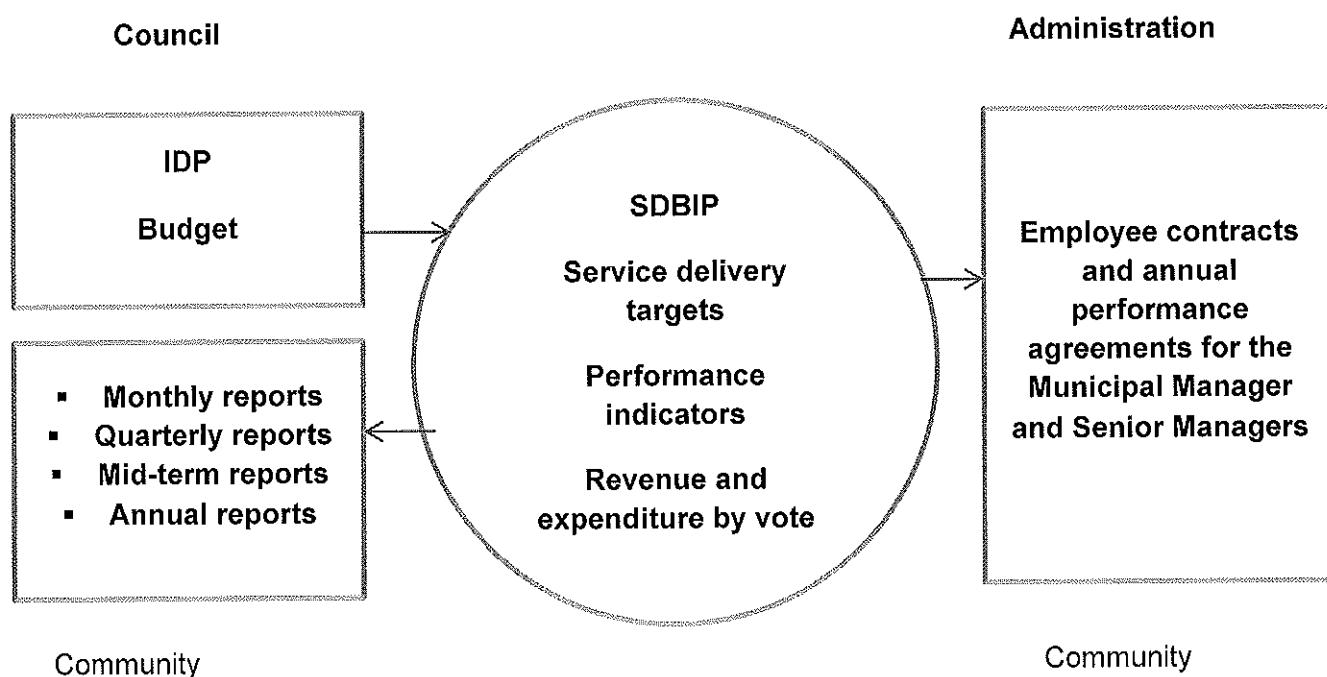 Council
Administration
IDP
Budget
▪ Monthly reports
▪ Quarterly reports
▪ Mid-term reports
▪ Annual reports
SDBIP
Service delivery
targets
Performance
indicators
Revenue and
expenditure by vote
Employee contracts
and annual
performance
agreements for the
Municipal Manager
and Senior Managers
Community
Community